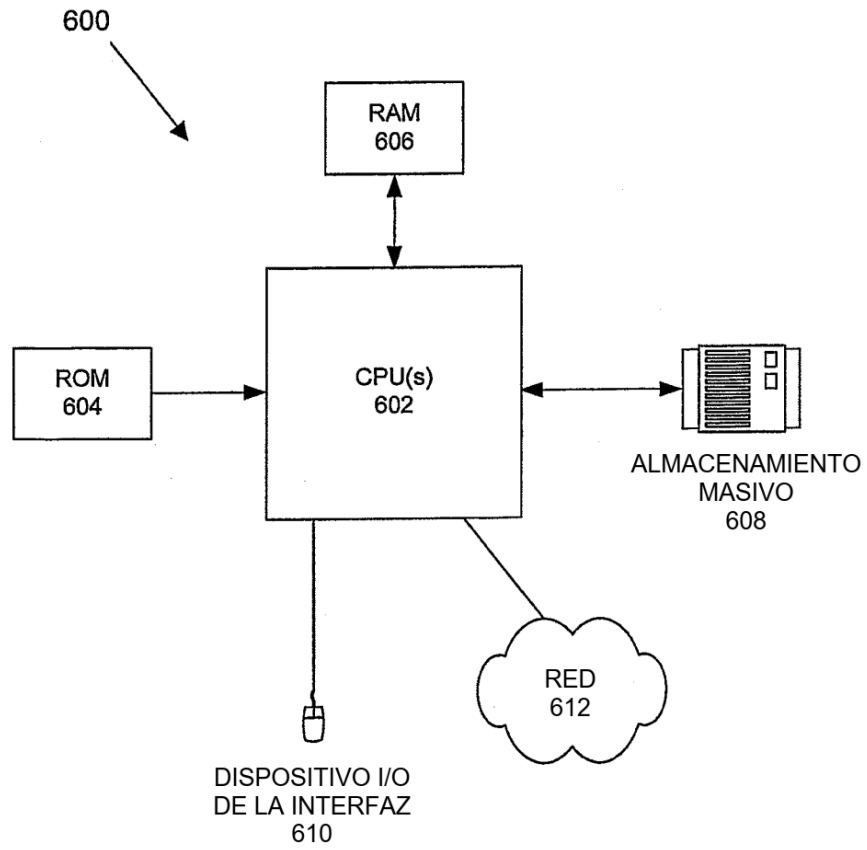 600
RAM
606
ROM
604
CPU(s)
602
ALMACENAMIENTO
MASIVO
608
RED
612
DISPOSITIVO I/O
DE LA INTERFAZ
610